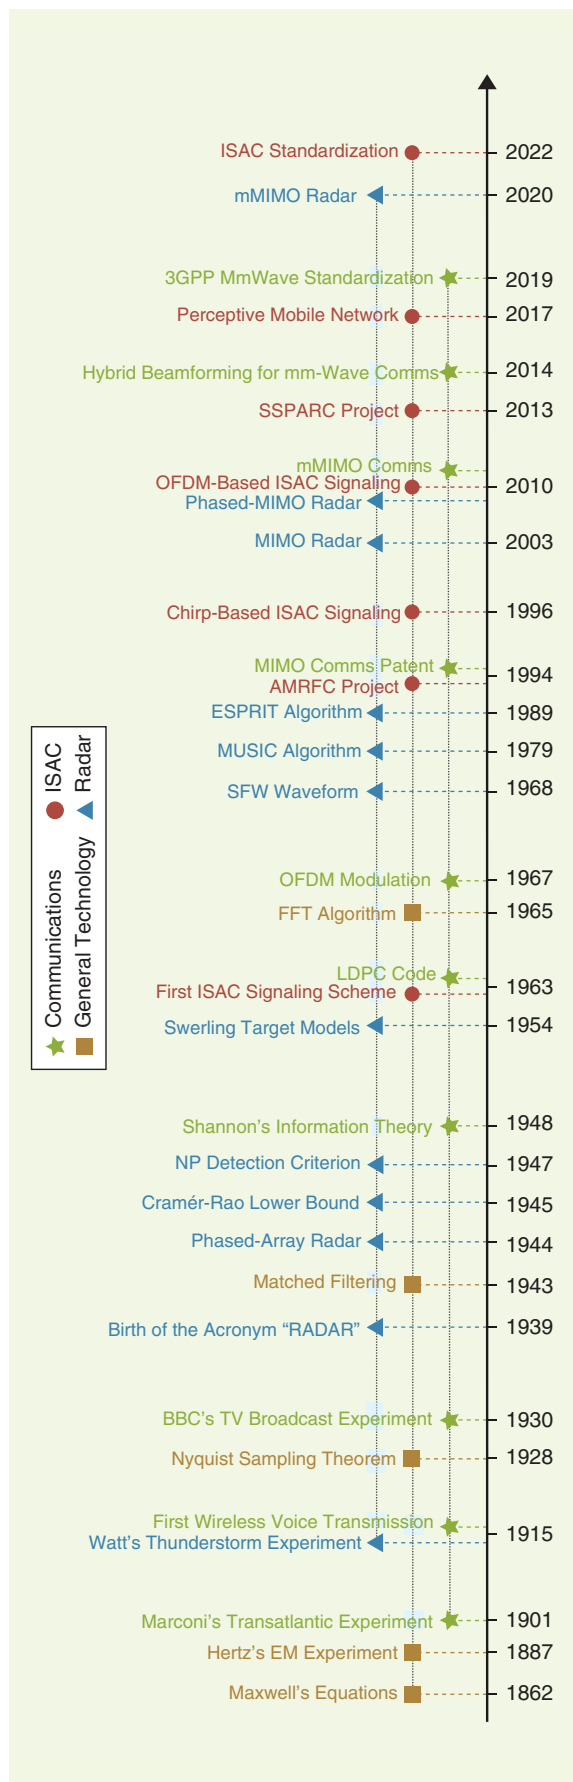 ISAC Standardization 2022
mMIMO Radar 2020
3GPP MmWave Standardization 2019
Perceptive Mobile Network 2017
Hybrid Beamforming for mm-Wave Comms 2014
SSPARC Project 2013
mMIMO Comms
OFDM-Based ISAC Signaling 2010
Phased-MIMO Radar
MIMO Radar 2003
Chirp-Based ISAC Signaling 1996
MIMO Comms Patent 1994
AMRFC Project
ESPRIT Algorithm 1989
MUSIC Algorithm 1979
SFW Waveform 1968
OFDM Modulation 1967
FFT Algorithm 1965
LDPC Code 1963
First ISAC Signaling Scheme
Swerling Target Models 1954
Shannon's Information Theory 1948
NP Detection Criterion 1947
Cramér-Rao Lower Bound 1945
Phased-Array Radar 1944
Matched Filtering 1943
Birth of the Acronym “RADAR” 1939
BBC's TV Broadcast Experiment 1930
Nyquist Sampling Theorem 1928
First Wireless Voice Transmission 1915
Watt's Thunderstorm Experiment
Marconi's Transatlantic Experiment 1901
Hertz's EM Experiment 1887
Maxwell's Equations 1862
Communications ISAC
General Technology Radar